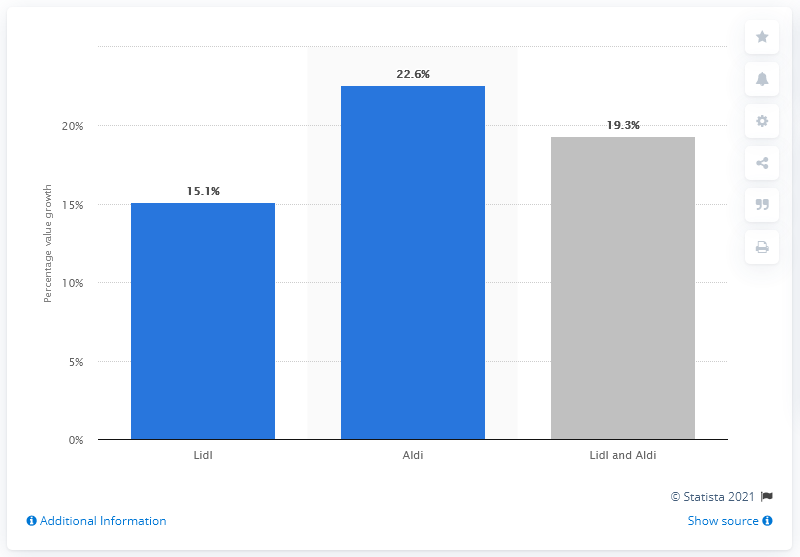 22.6%
20%
19.3%
15.1%
15%
Percentage value growth
10%
5%
0%
Lidl
Aldi
Lidl and Aldi
© Statista 2021
Additional Information
Show source